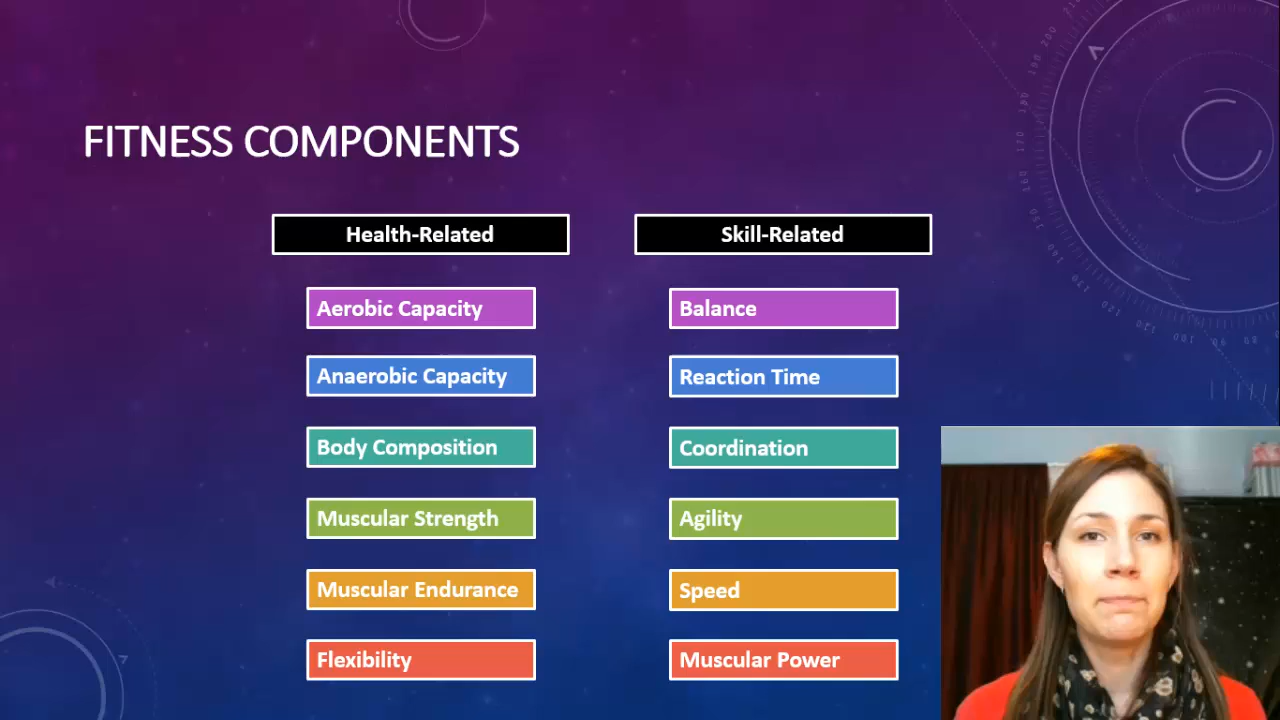 FITNESS COMPONENTS
Health-Related
Skill-Related
Aerobic Capacity
Balance
Anaerobic Capacity
Reaction Time
Body Composition
Coordination
Muscular Strength
Agility
Muscular Endurance
Speed
Flexibility
Muscular Power